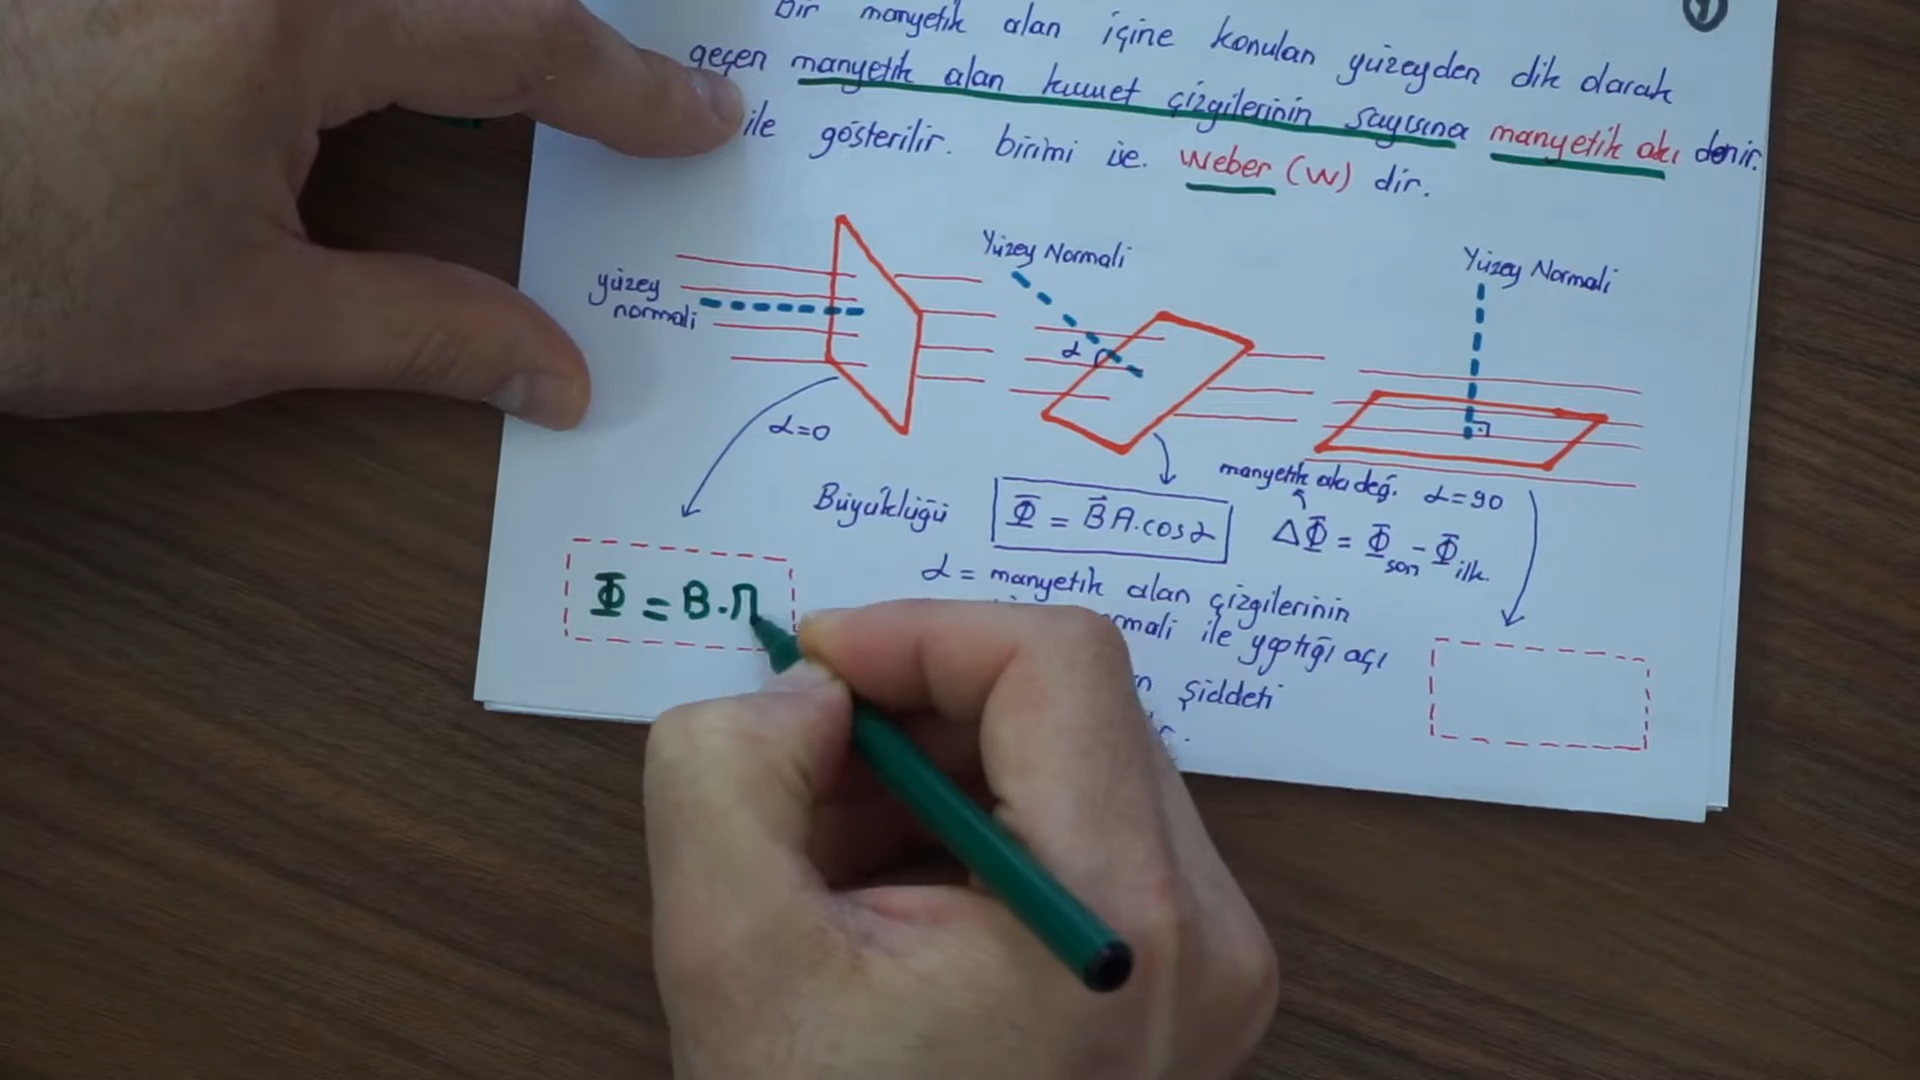 Bir manyetik alan içine konulan yüzeyden dik olarak
geçen manyetik alan kuvvet çizgilerinin sayısına manyetik akı denir.
ile gösterilir. birimi ise. Weber (W) dir.
yüzey
normali
Yüzey Normali
Yüzey Normali
α
α=0
manyetik akı değ. α=90
Büyüklüğü Φ = B⃗ A.cosα ΔΦ = Φson - Φilk.
Φ = B.A
α = manyetik alan çizgilerinin
ile yaptığı açı
şiddeti